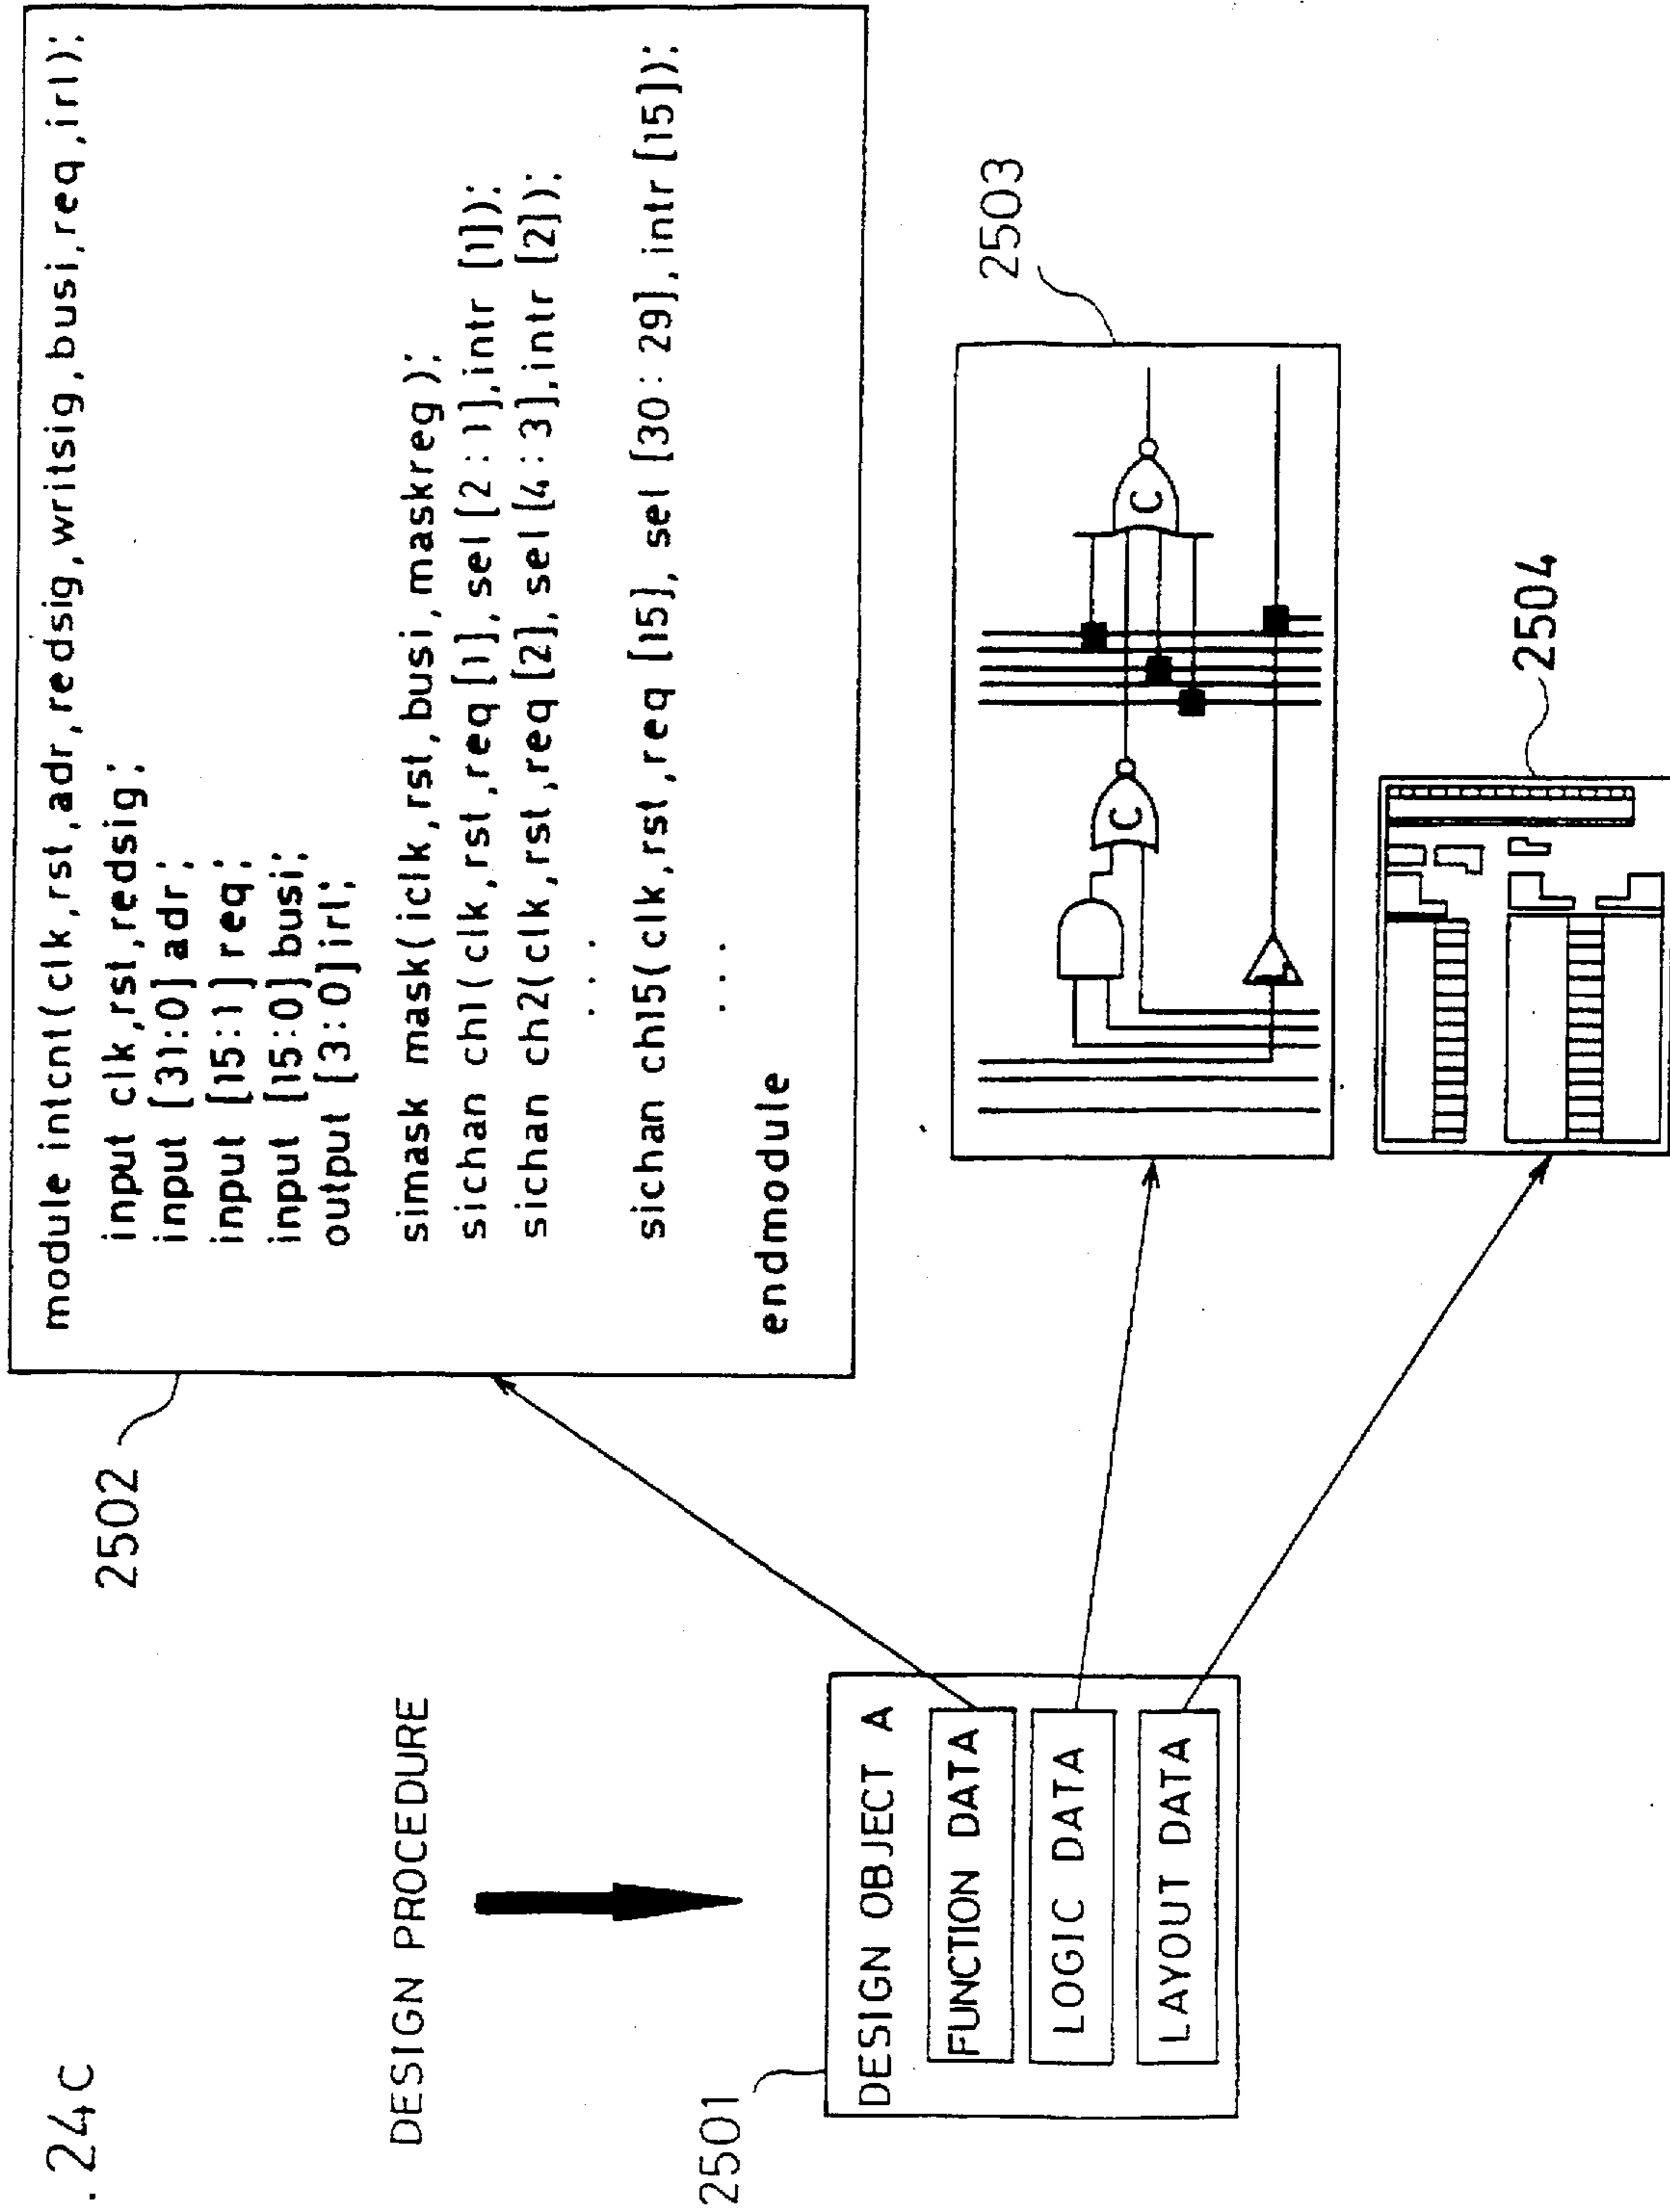 . 24c
DESIGN PROCEDURE
2501
DESIGN OBJECT A
FUNCTION DATA
LOGIC DATA
LAYOUT DATA
2502
module intcnt(clk,rst,adr,redsig,writsig,busi,req,irl);
input clk,rst,redsig;
input [31:0] adr;
input [15:1] req;
input [15:0] busi;
output [3:0] irl;
simask mask(iclk,rst,busi,maskreg);
sichan ch1(clk,rst,req[1],sel[2:1],intr [1]);
sichan ch2(clk,rst,req[2],sel[4:3],intr [2]);
...
sichan ch15(clk,rst,req [15], sel [30:29],intr [15]);
...
endmodule
2503
C
C
2504